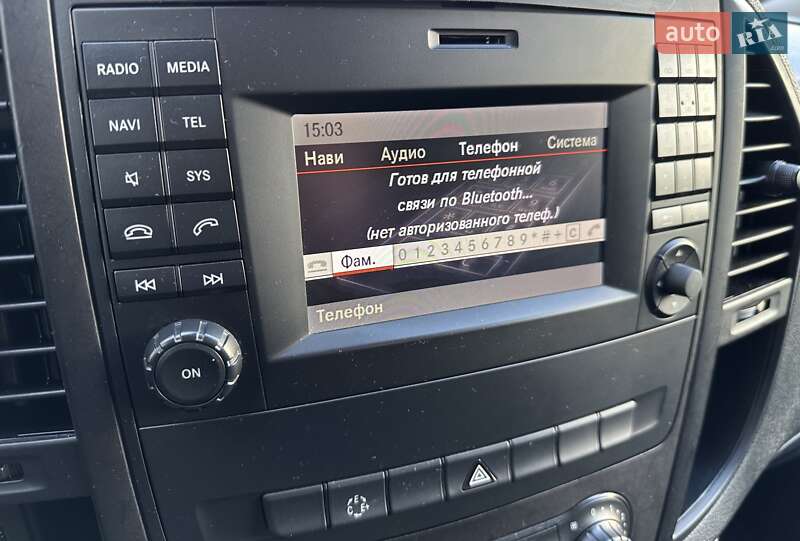 auto RIA
.com
RADIO MEDIA
NAVI TEL
SYS
ON
15:03
Нави Аудио Телефон Система
Готов для телефонной
связи по Bluetooth...
(нет авторизованного телеф.)
Фам. 0 1 2 3 4 5 6 7 8 9 * # + C
Телефон
E
C E+